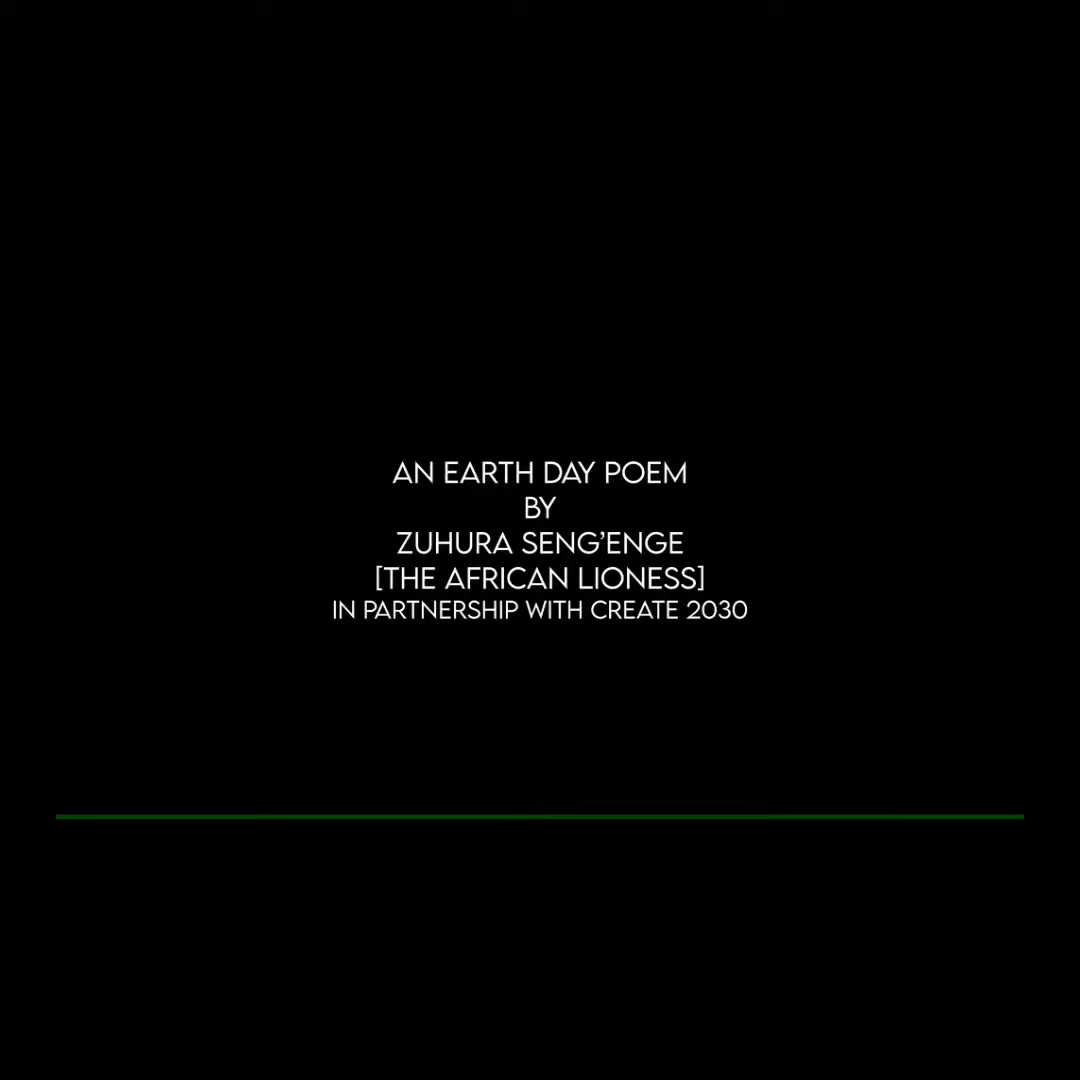 AN EARTH DAY POEM
BY
ZUHURA SENG’ENGE
[THE AFRICAN LIONESS]
IN PARTNERSHIP WITH CREATE 2030